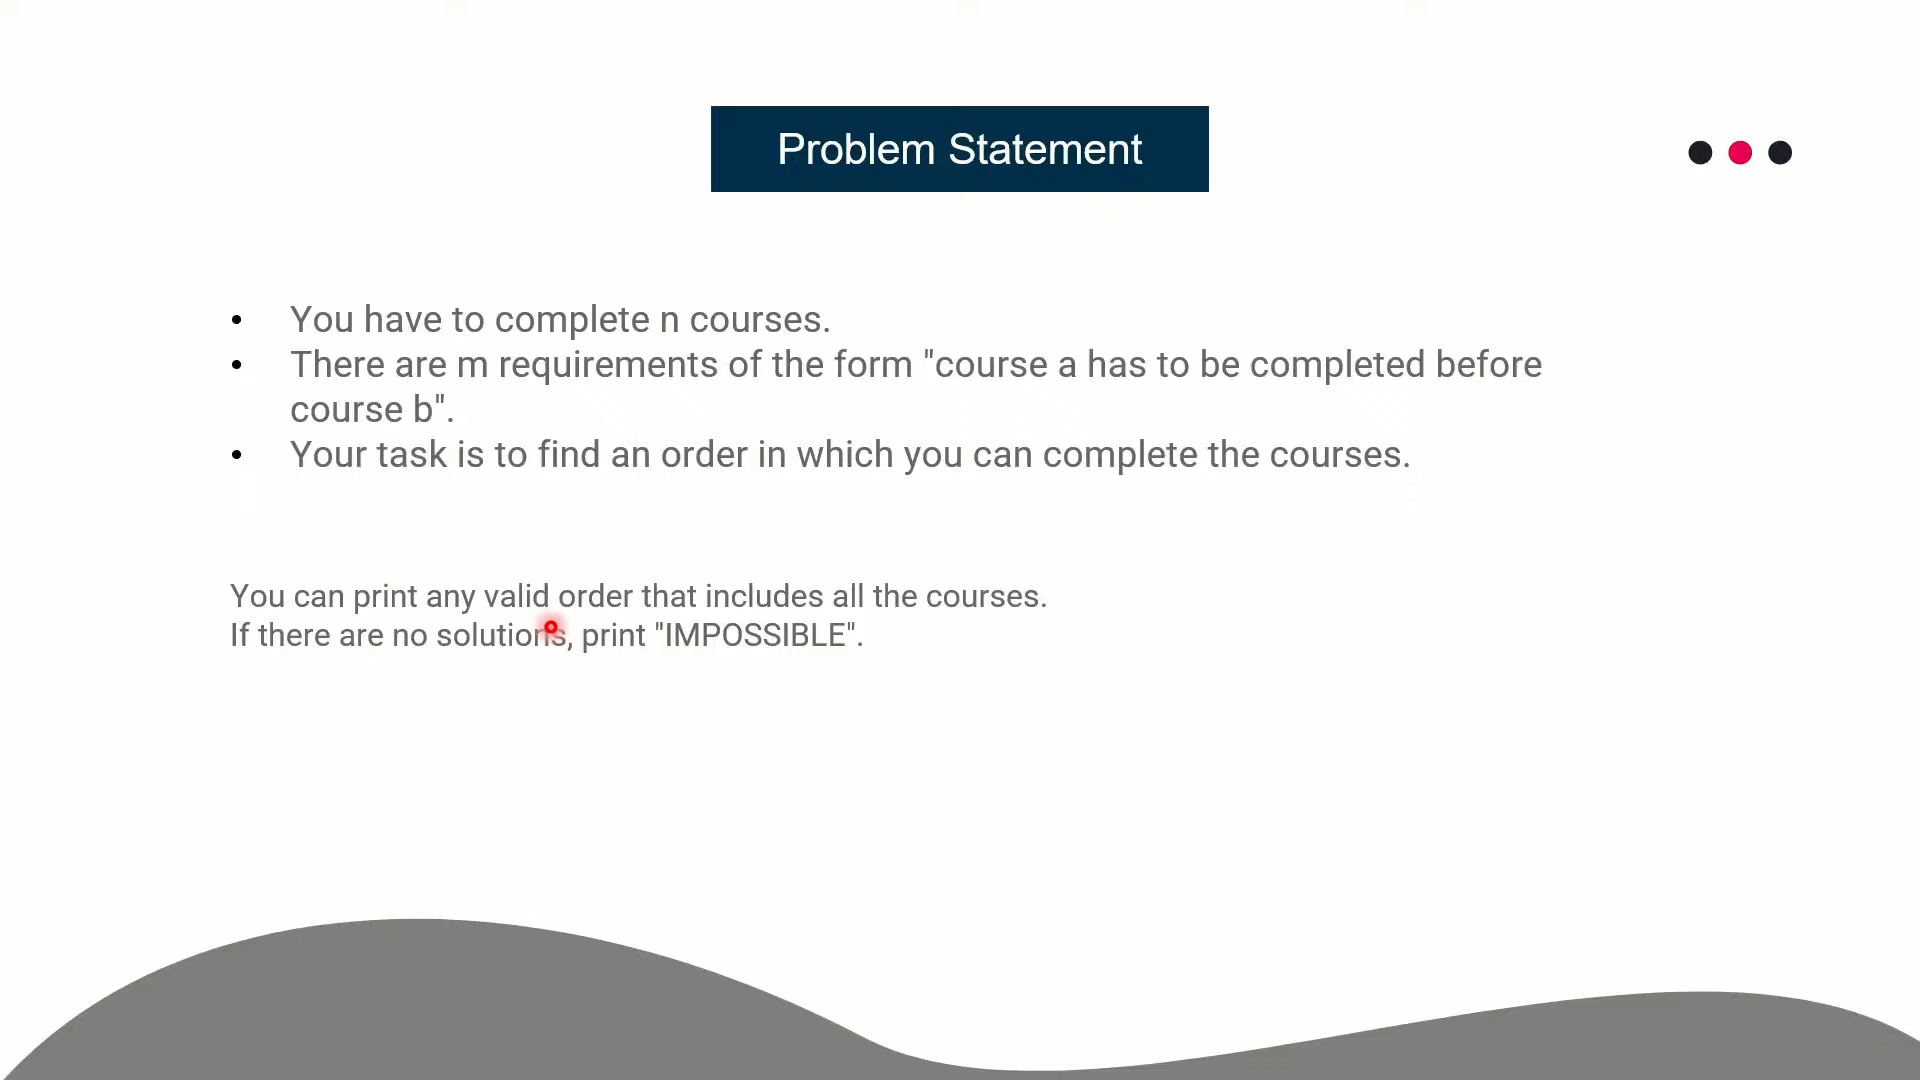 Problem Statement
• You have to complete n courses.
• There are m requirements of the form "course a has to be completed before
course b".
• Your task is to find an order in which you can complete the courses.
You can print any valid order that includes all the courses.
If there are no solutions, print "IMPOSSIBLE".